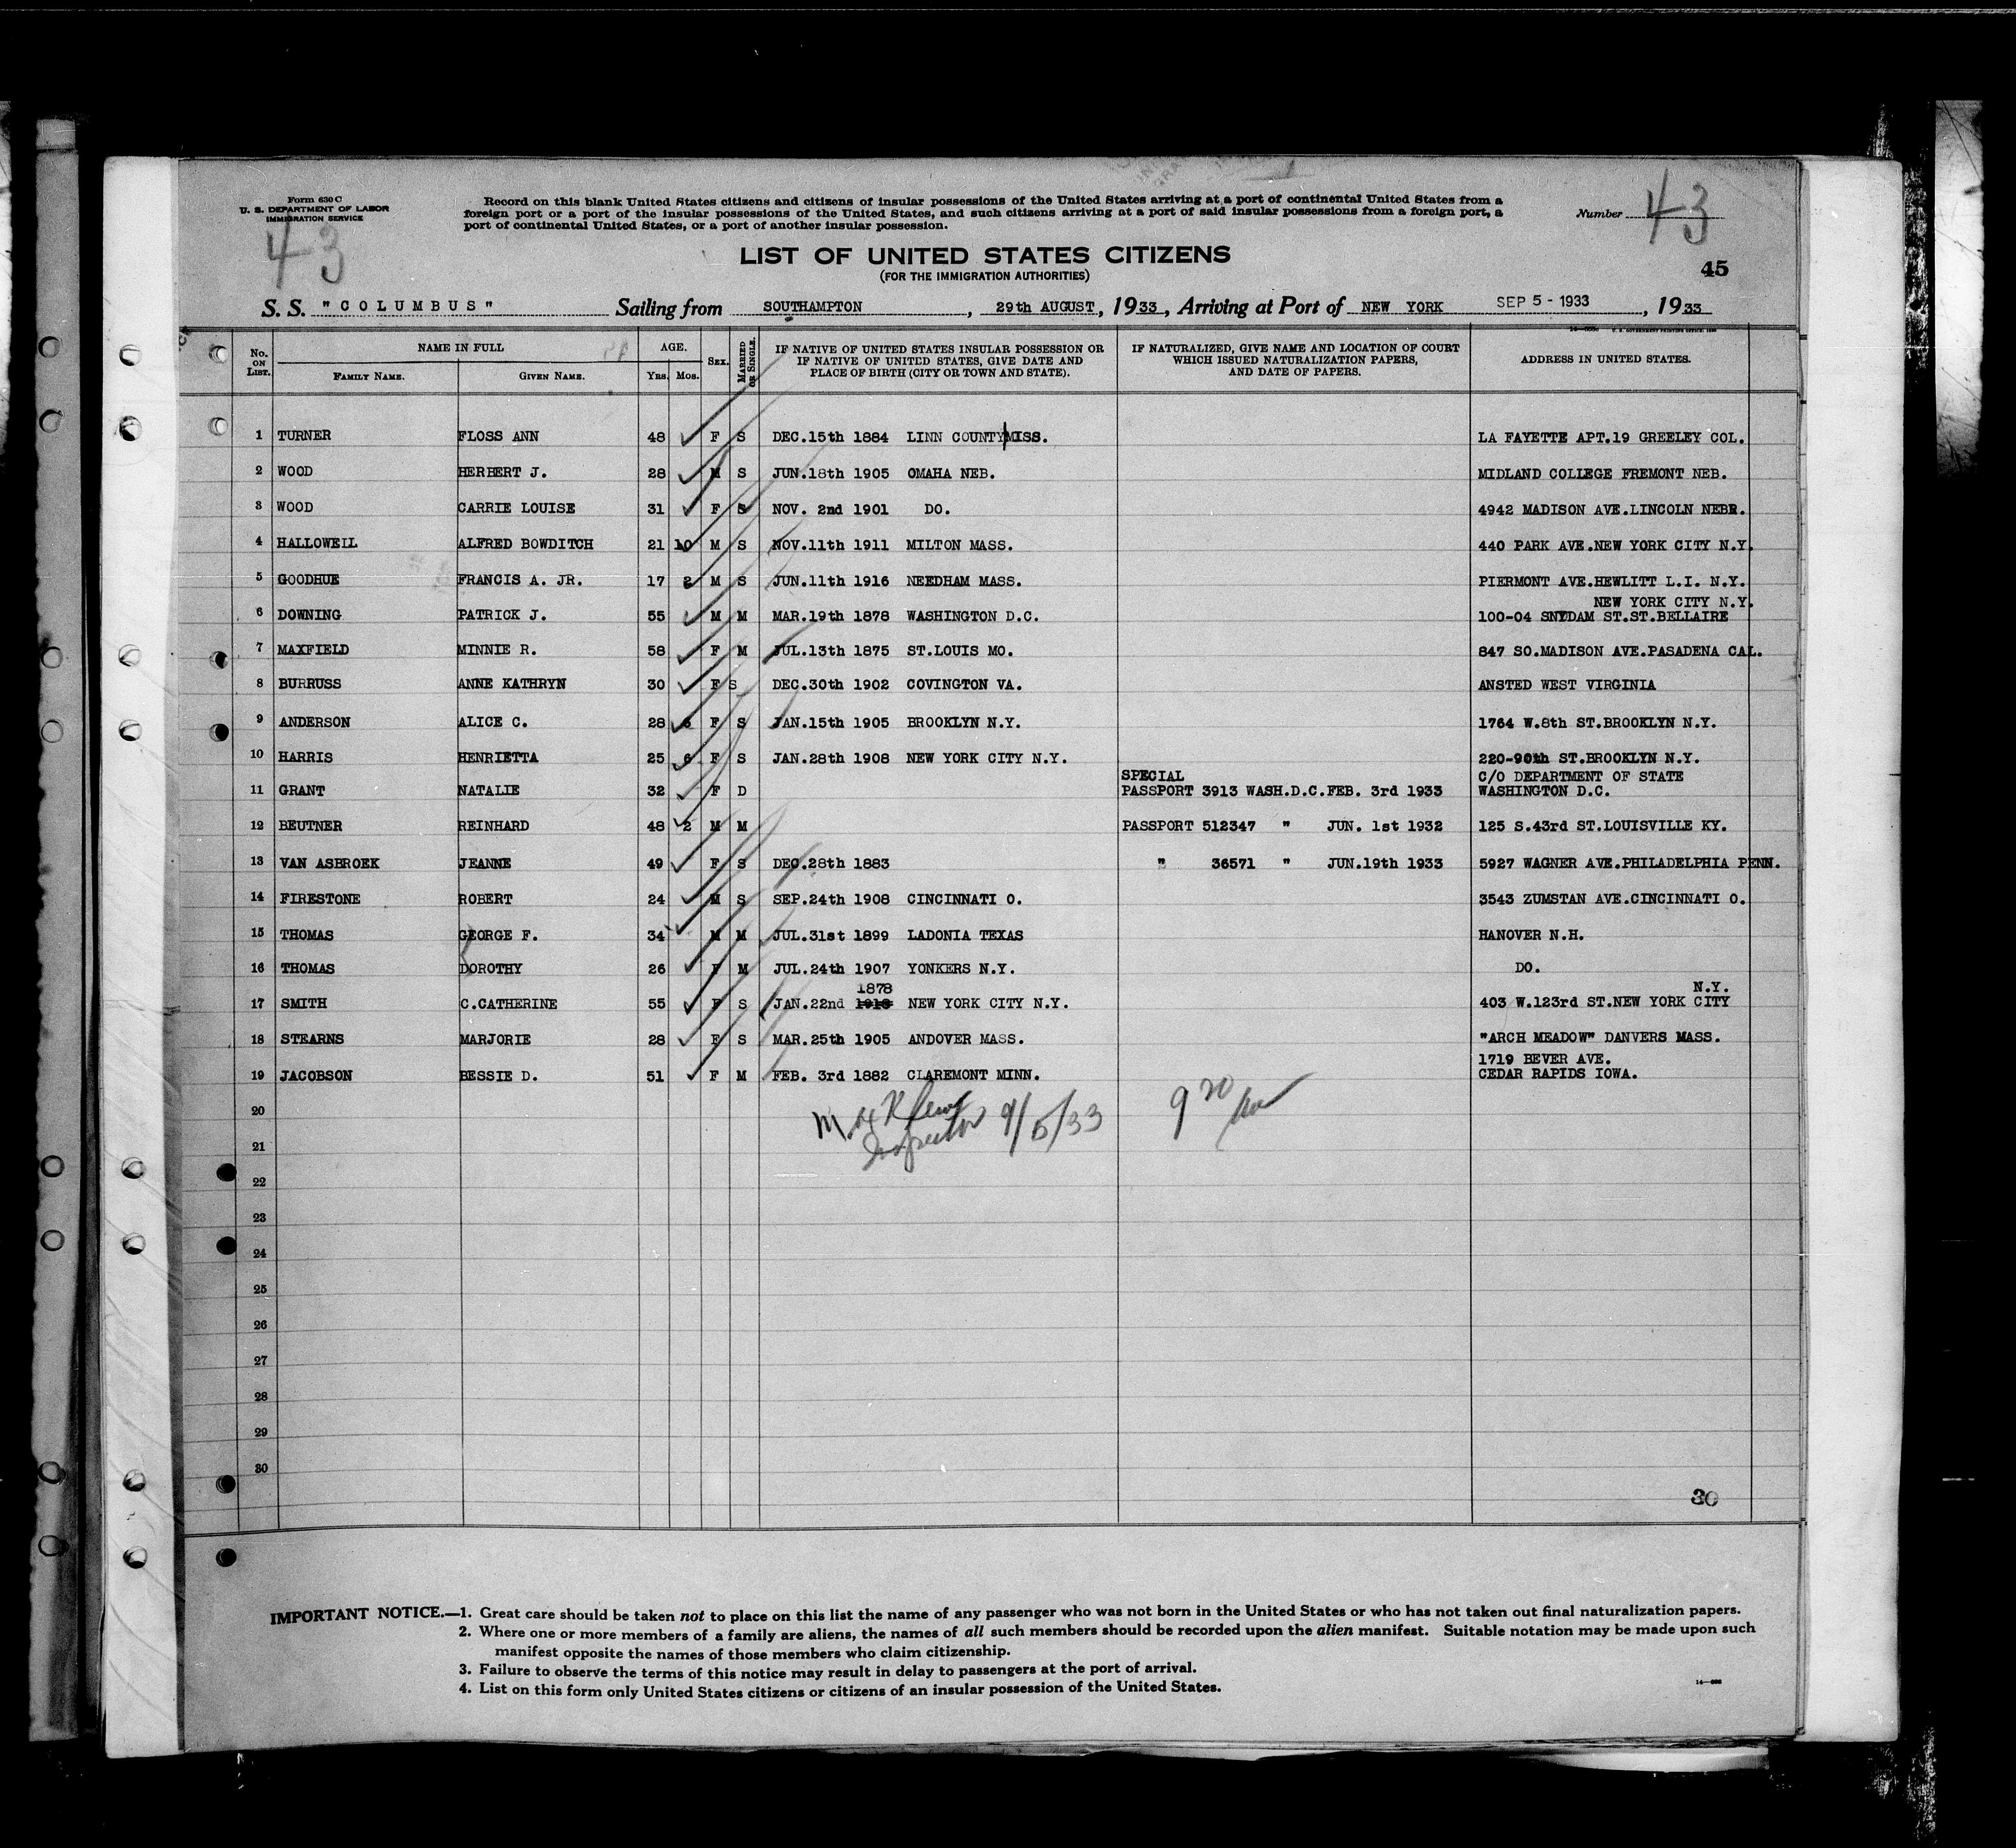 Form 630 C
U. S. DEPARTMENT OF LABOR
IMMIGRATION SERVICE
43
Record on this blank United States citizens and citizens of insular possessions of the United States arriving at a port of continental United States from a
foreign port or a port of the insular possessions of the United States, and such citizens arriving at a port of said insular possessions from a foreign port, a
port of continental United States, or a port of another insular possession.
Number 43
LIST OF UNITED STATES CITIZENS
(FOR THE IMMIGRATION AUTHORITIES)
45
S. S. "COLUMBUS" Sailing from SOUTHAMPTON, 29th AUGUST, 1933, Arriving at Port of NEW YORK SEP 5 - 1933, 1933
No. ON LIST. NAME IN FULL FAMILY NAME. GIVEN NAME. AGE. Yrs. Mos. SEX. MARRIED OR SINGLE. IF NATIVE OF UNITED STATES INSULAR POSSESSION OR IF NATIVE OF UNITED STATES, GIVE DATE AND PLACE OF BIRTH (CITY OR TOWN AND STATE). IF NATURALIZED, GIVE NAME AND LOCATION OF COURT WHICH ISSUED NATURALIZATION PAPERS, AND DATE OF PAPERS. ADDRESS IN UNITED STATES.
1 TURNER FLOSS ANN 48 F S DEC.15th 1884 LINN COUNTY MISS. LA FAYETTE APT.19 GREELEY COL.
2 WOOD HERBERT J. 28 M S JUN.18th 1905 OMAHA NEB. MIDLAND COLLEGE FREMONT NEB.
3 WOOD CARRIE LOUISE 31 F S NOV. 2nd 1901 DO. 4942 MADISON AVE.LINCOLN NEBR.
4 HALLOWELL ALFRED BOWDITCH 21 10 M S NOV.11th 1911 MILTON MASS. 440 PARK AVE.NEW YORK CITY N.Y.
5 GOODHUE FRANCIS A. JR. 17 2 M S JUN.11th 1916 NEEDHAM MASS. PIERMONT AVE.HEWLITT L.I. N.Y.
NEW YORK CITY N.Y.
6 DOWNING PATRICK J. 55 M M MAR.19th 1878 WASHINGTON D.C. 100-04 SNYDAM ST.ST.BELLAIRE
7 MAXFIELD MINNIE R. 58 F M JUL.13th 1875 ST.LOUIS MO. 847 SO.MADISON AVE.PASADENA CAL.
8 BURRUSS ANNE KATHRYN 30 F S DEC.30th 1902 COVINGTON VA. ANSTED WEST VIRGINIA
9 ANDERSON ALICE C. 28 6 F S JAN.15th 1905 BROOKLYN N.Y. 1764 W.8th ST.BROOKLYN N.Y.
10 HARRIS HENRIETTA 25 6 F S JAN.28th 1908 NEW YORK CITY N.Y. 220-90th ST.BROOKLYN N.Y.
SPECIAL C/O DEPARTMENT OF STATE
11 GRANT NATALIE 32 F D PASSPORT 3913 WASH.D.C.FEB. 3rd 1933 WASHINGTON D.C.
12 BEUTNER REINHARD 48 2 M M PASSPORT 512347 " JUN. 1st 1932 125 S.43rd ST.LOUISVILLE KY.
13 VAN ASBROEK JEANNE 49 F S DEC.28th 1883 " 36571 " JUN.19th 1933 5927 WAGNER AVE.PHILADELPHIA PENN.
14 FIRESTONE ROBERT 24 M S SEP.24th 1908 CINCINNATI O. 3543 ZUMSTAN AVE.CINCINNATI O.
15 THOMAS GEORGE F. 34 M M JUL.31st 1899 LADONIA TEXAS HANOVER N.H.
16 THOMAS DOROTHY 26 F M JUL.24th 1907 YONKERS N.Y. DO.
1878 N.Y.
17 SMITH C.CATHERINE 55 F S JAN.22nd 1918 NEW YORK CITY N.Y. 403 W.123rd ST.NEW YORK CITY
18 STEARNS MARJORIE 28 F S MAR.25th 1905 ANDOVER MASS. "ARCH MEADOW" DANVERS MASS.
1719 BEVER AVE.
19 JACOBSON BESSIE D. 51 F M FEB. 3rd 1882 CLAREMONT MINN. CEDAR RAPIDS IOWA.
20
Inspector 9/5/33 9 20
21
22
23
24
25
26
27
28
29
30
30
IMPORTANT NOTICE.—1. Great care should be taken not to place on this list the name of any passenger who was not born in the United States or who has not taken out final naturalization papers.
2. Where one or more members of a family are aliens, the names of all such members should be recorded upon the alien manifest. Suitable notation may be made upon such
manifest opposite the names of those members who claim citizenship.
3. Failure to observe the terms of this notice may result in delay to passengers at the port of arrival.
4. List on this form only United States citizens or citizens of an insular possession of the United States.